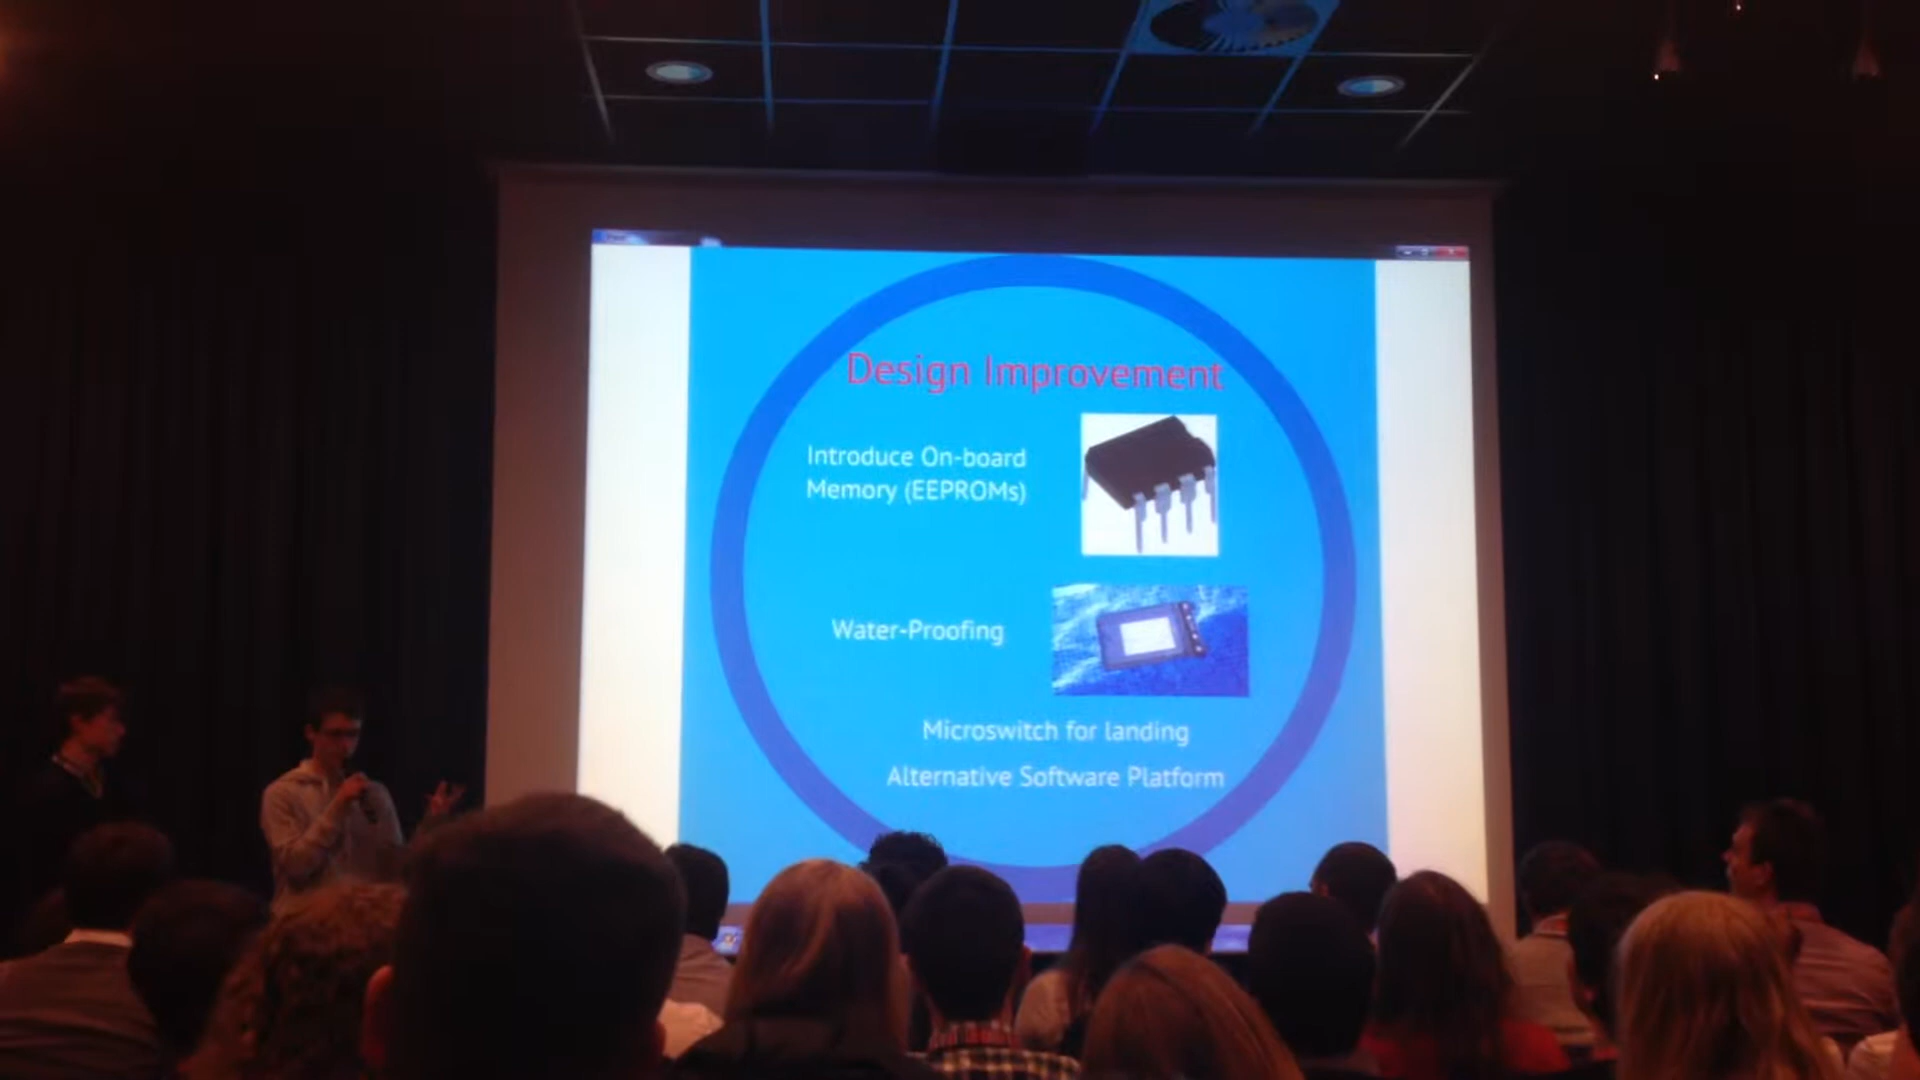 Design Improvement
Introduce On-board
Memory (EEPROMs)
Water-Proofing
Microswitch for landing
Alternative Software Platform